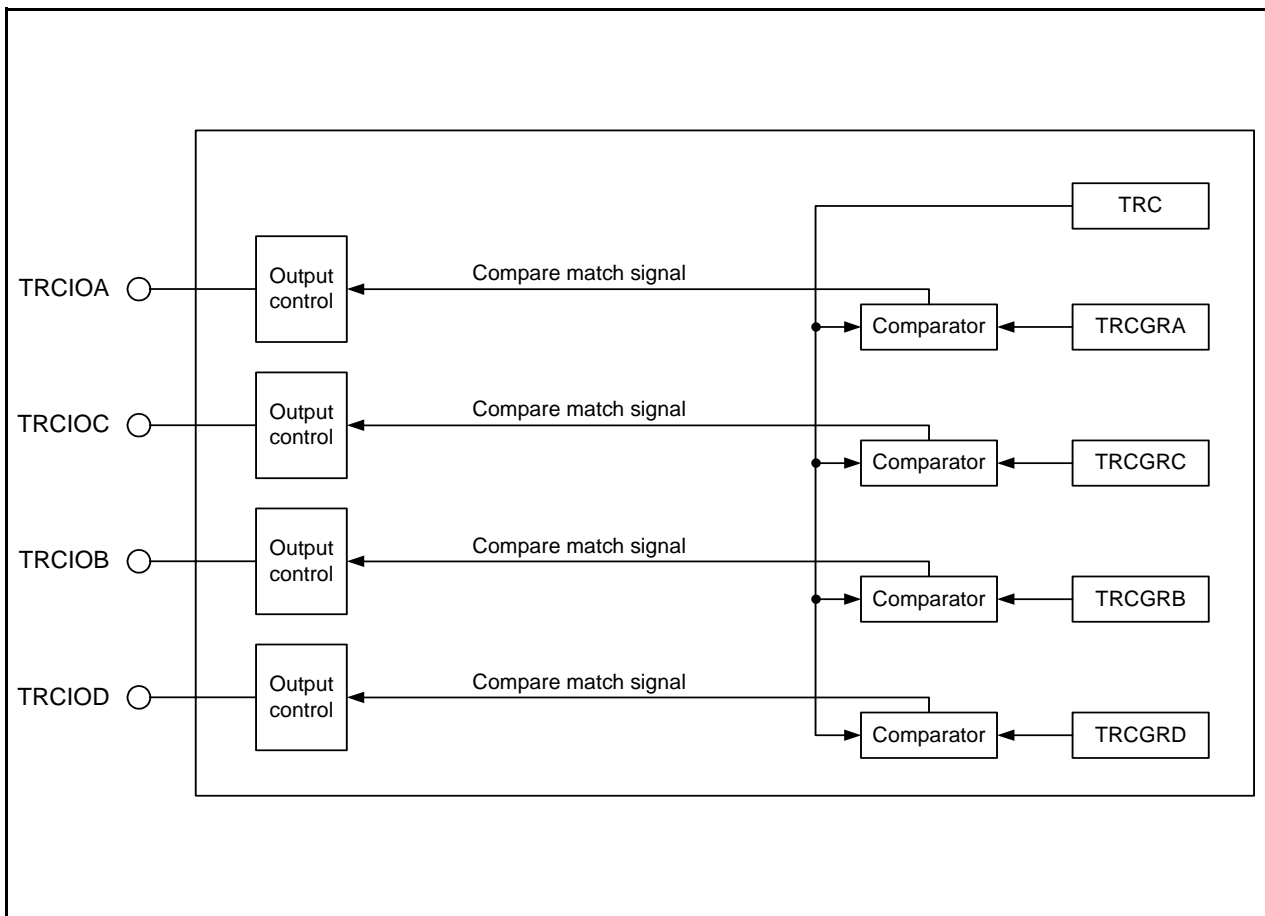 TRC
TRCIOA
Output
control
Compare match signal
Comparator
TRCGRA
TRCIOC
Output
control
Compare match signal
Comparator
TRCGRC
TRCIOB
Output
control
Compare match signal
Comparator
TRCGRB
TRCIOD
Output
control
Compare match signal
Comparator
TRCGRD